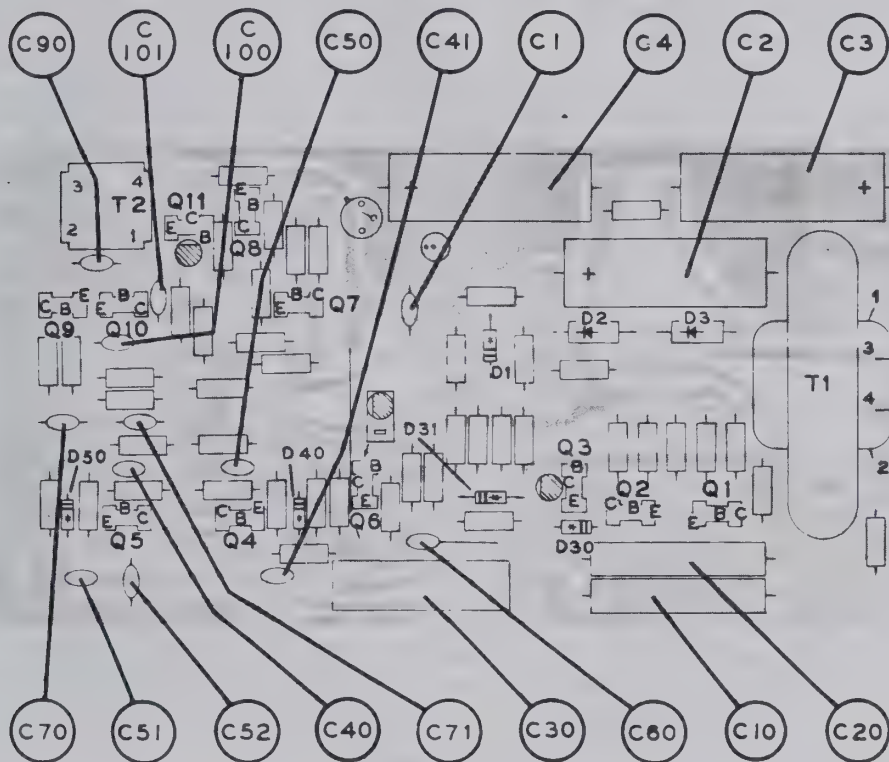 C90
C
101
C
100
C50
C41
C1
C4
C2
C3
3
4
T2
2
1
Q11
C
E
B
E
B
C
Q8
C
B
E
Q9
E
B
C
Q10
E
B
C
Q7
D2
D3
D1
1
3
T1
4
2
D50
E
B
C
Q5
C
B
E
Q4
D40
C
B
E
Q6
D31
Q3
B
C
E
D30
C
B
E
Q2
Q1
E
B
C
C70
C51
C52
C40
C71
C30
C60
C10
C20